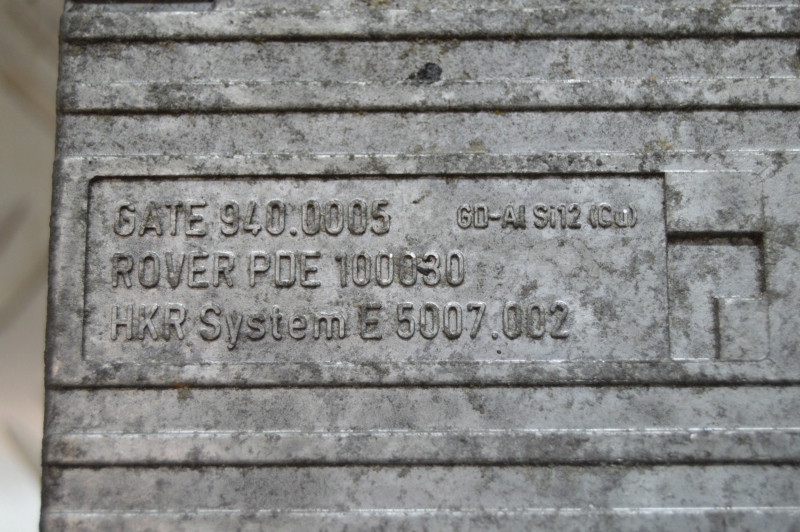 GATE 940.0005 GD-Al Si12 (Cu)
ROVER PDE 100030
HKR System E 5007.002